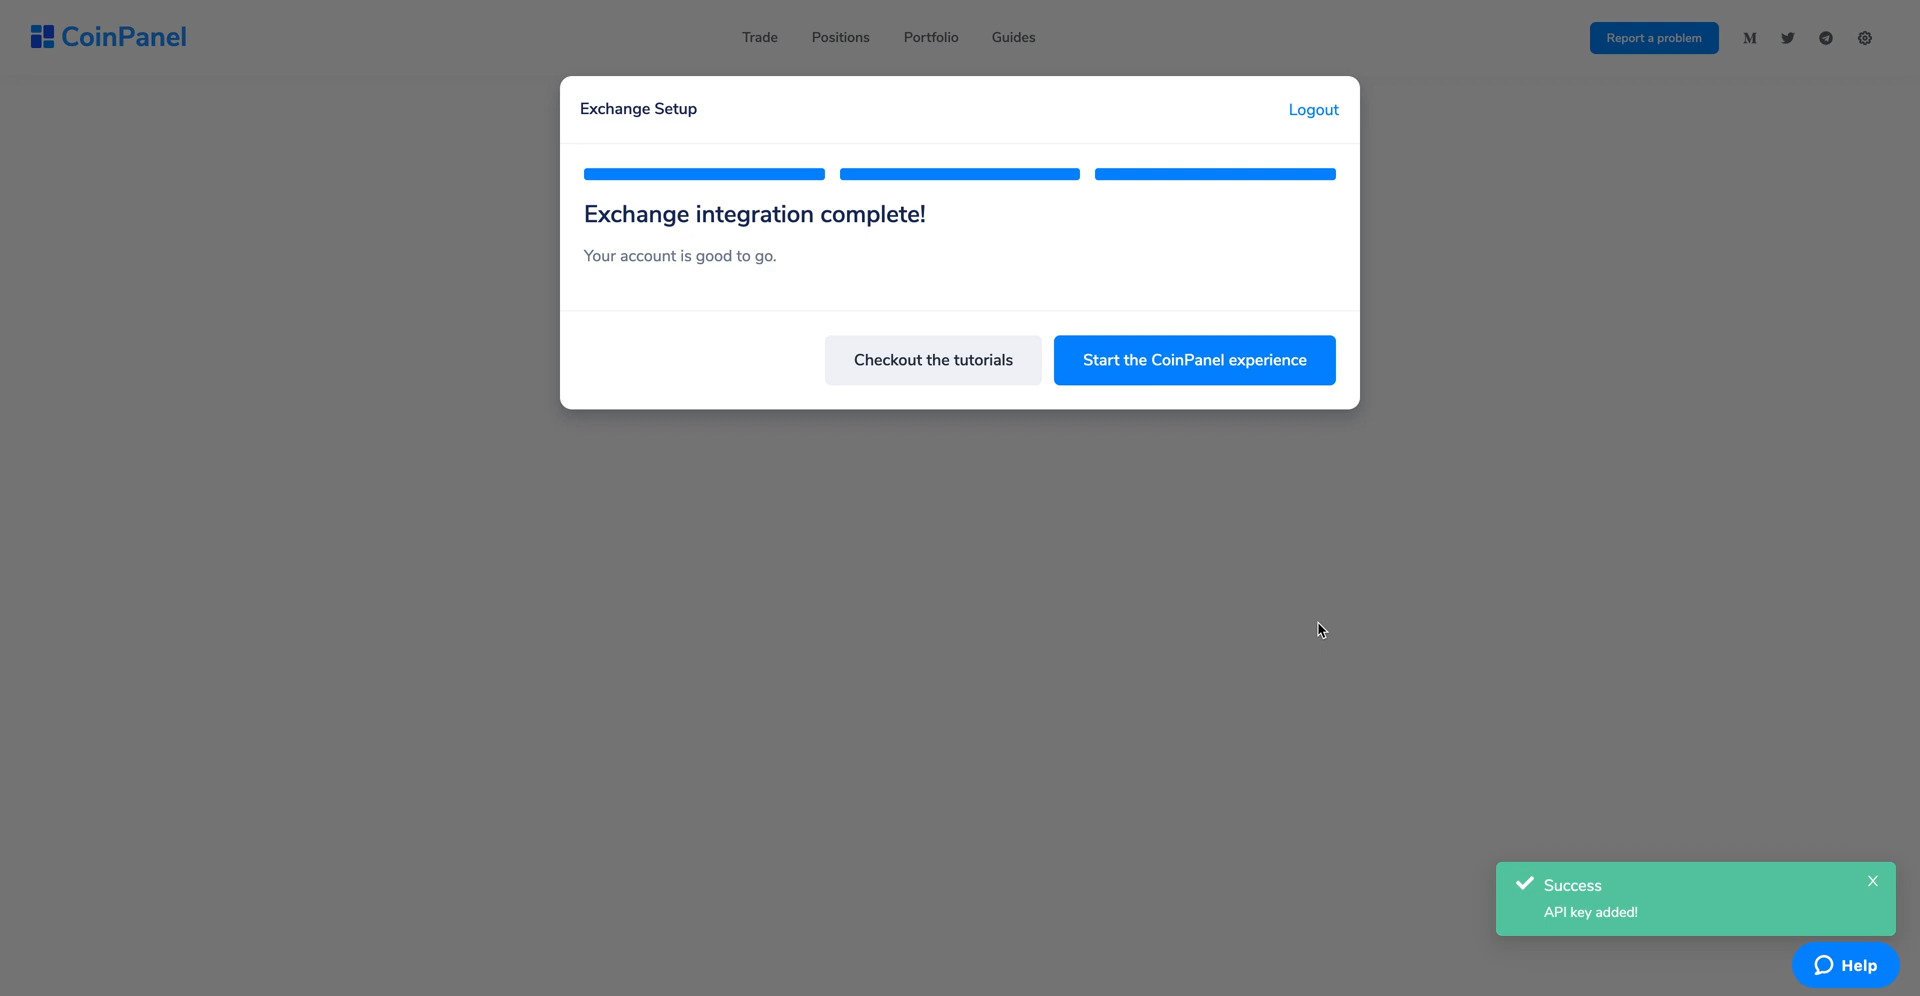 CoinPanel
Trade Positions Portfolio Guides
Report a problem
Exchange Setup
Logout
Exchange integration complete!
Your account is good to go.
Checkout the tutorials
Start the CoinPanel experience
Success
API key added!
Help